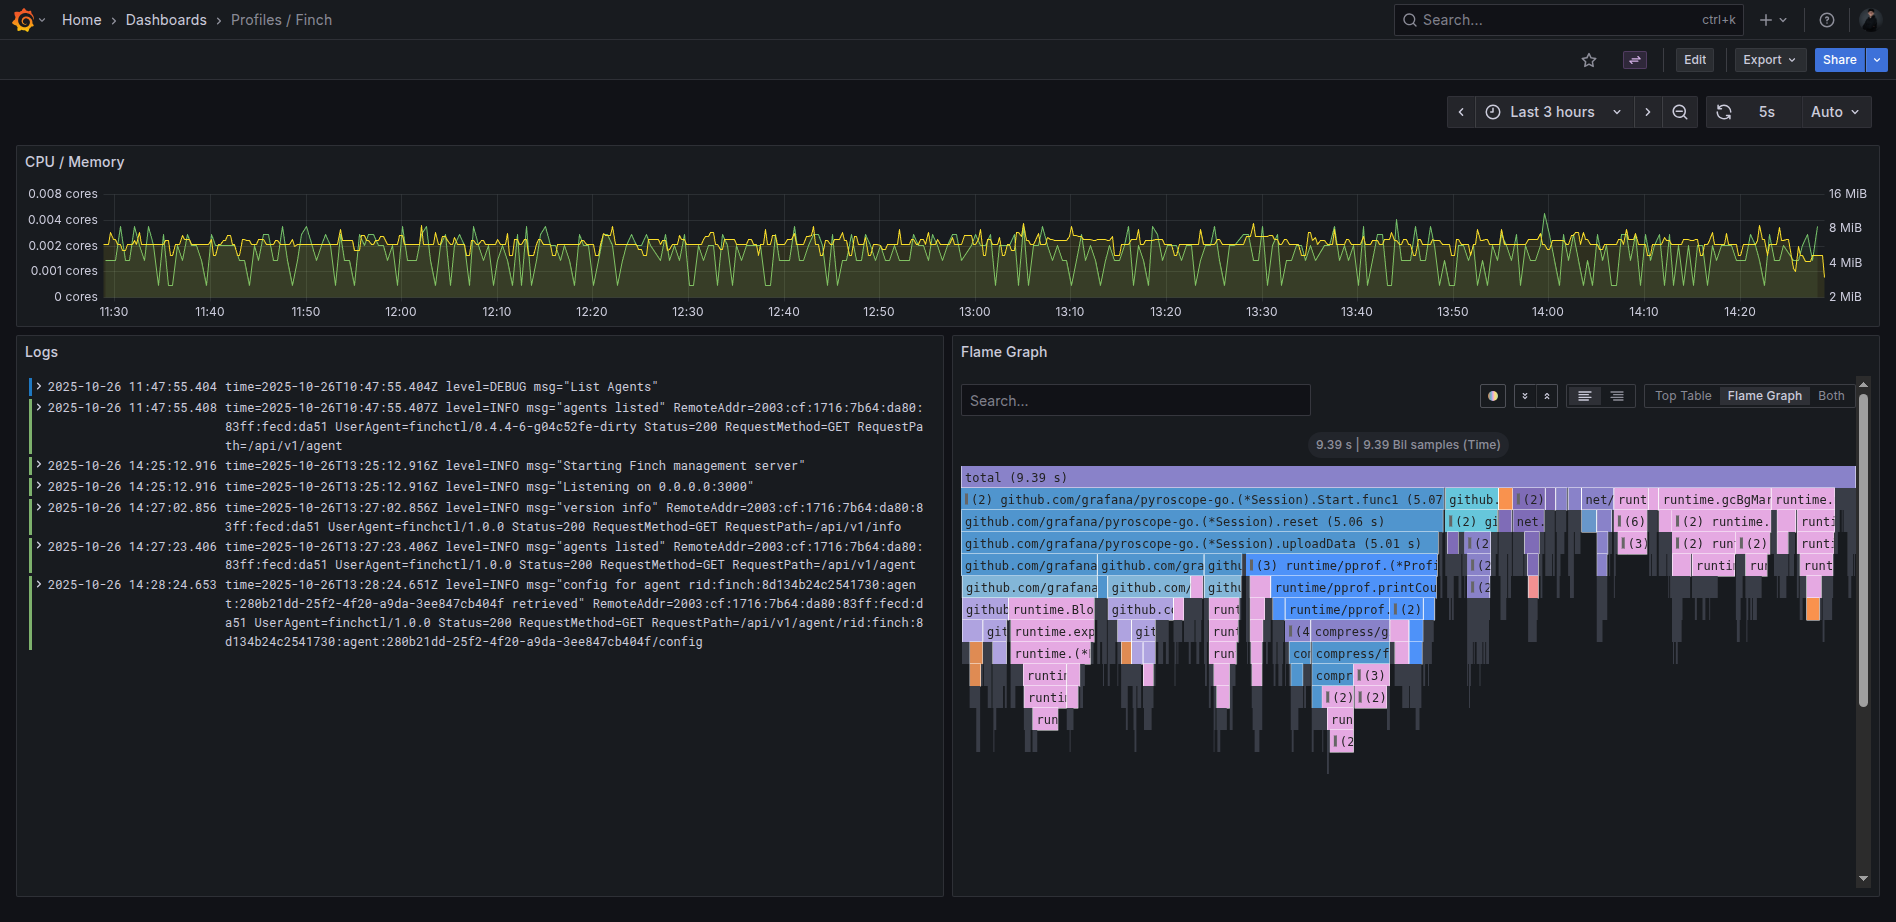 Home › Dashboards › Profiles / Finch
Search... ctrl+k
Edit Export Share
Last 3 hours 5s Auto
CPU / Memory
0.008 cores
0.004 cores
0.002 cores
0.001 cores
0 cores
16 MiB
8 MiB
4 MiB
2 MiB
11:30 11:40 11:50 12:00 12:10 12:20 12:30 12:40 12:50 13:00 13:10 13:20 13:30 13:40 13:50 14:00 14:10 14:20
Logs
2025-10-26 11:47:55.404 time=2025-10-26T10:47:55.404Z level=DEBUG msg="List Agents"
2025-10-26 11:47:55.408 time=2025-10-26T10:47:55.407Z level=INFO msg="agents listed" RemoteAddr=2003:cf:1716:7b64:da80:
83ff:fecd:da51 UserAgent=finchctl/0.4.4-6-g04c52fe-dirty Status=200 RequestMethod=GET RequestPa
th=/api/v1/agent
2025-10-26 14:25:12.916 time=2025-10-26T13:25:12.916Z level=INFO msg="Starting Finch management server"
2025-10-26 14:25:12.916 time=2025-10-26T13:25:12.916Z level=INFO msg="Listening on 0.0.0.0:3000"
2025-10-26 14:27:02.856 time=2025-10-26T13:27:02.856Z level=INFO msg="version info" RemoteAddr=2003:cf:1716:7b64:da80:8
3ff:fecd:da51 UserAgent=finchctl/1.0.0 Status=200 RequestMethod=GET RequestPath=/api/v1/info
2025-10-26 14:27:23.406 time=2025-10-26T13:27:23.406Z level=INFO msg="agents listed" RemoteAddr=2003:cf:1716:7b64:da80:
83ff:fecd:da51 UserAgent=finchctl/1.0.0 Status=200 RequestMethod=GET RequestPath=/api/v1/agent
2025-10-26 14:28:24.653 time=2025-10-26T13:28:24.651Z level=INFO msg="config for agent rid:finch:8d134b24c2541730:agen
t:280b21dd-25f2-4f20-a9da-3ee847cb404f retrieved" RemoteAddr=2003:cf:1716:7b64:da80:83ff:fecd:d
a51 UserAgent=finchctl/1.0.0 Status=200 RequestMethod=GET RequestPath=/api/v1/agent/rid:finch:8
d134b24c2541730:agent:280b21dd-25f2-4f20-a9da-3ee847cb404f/config
Flame Graph
Search... Top Table Flame Graph Both
9.39 s | 9.39 Bil samples (Time)
total (9.39 s)
(2) github.com/grafana/pyroscope-go.(*Session).Start.func1 (5.07 github. (2) net/ runt runtime.gcBgMar runtime.
github.com/grafana/pyroscope-go.(*Session).reset (5.06 s) (2) gi net. (6) (2) runtime. runti
github.com/grafana/pyroscope-go.(*Session).uploadData (5.01 s) (2 (3) (2) run (2) runti
github.com/grafana github.com/gra githu (3) runtime/pprof.(*Profi (2 runti rur runt
github.com/grafana github.com/ githu runtime/pprof.printCou (2
github runtime.Blo github.c runt runtime/pprof. (2)
git runtime.exp git runt (4 compress/g
runtime.(* run con compress/f
runtin compr (3)
runtin (2) (2)
run run
(2